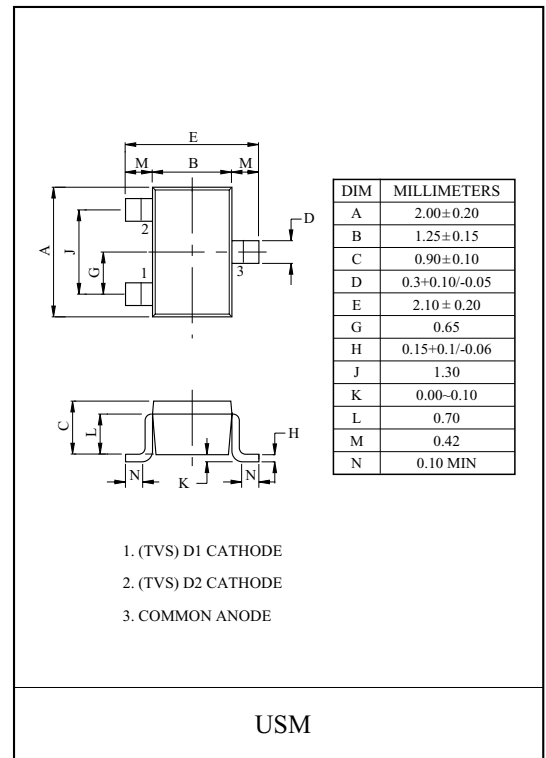 E
M B M
A
J
G
D
2
1
3
C
L
H
N
K
N
DIM MILLIMETERS
A 2.00±0.20
B 1.25±0.15
C 0.90±0.10
D 0.3+0.10/-0.05
E 2.10±0.20
G 0.65
H 0.15+0.1/-0.06
J 1.30
K 0.00~0.10
L 0.70
M 0.42
N 0.10 MIN
1. (TVS) D1 CATHODE
2. (TVS) D2 CATHODE
3. COMMON ANODE
USM